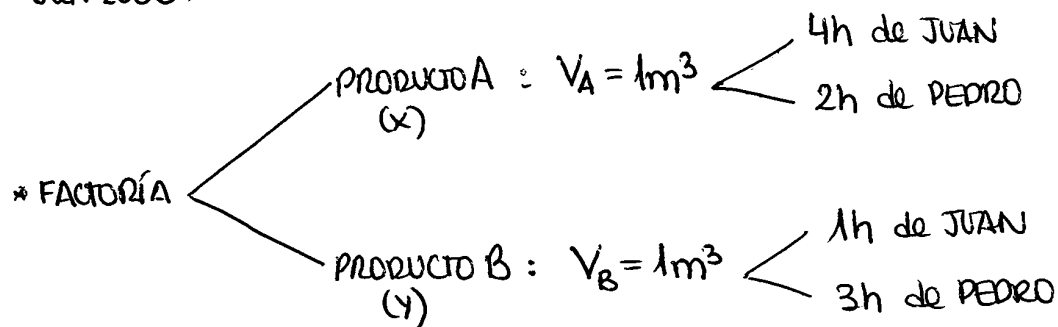 4h de JUAN
PRODUCTO A : V_A = 1m³
2h de PEDRO
(X)
* FACTORÍA
1h de JUAN
PRODUCTO B : V_B = 1m³
3h de PEDRO
(Y)